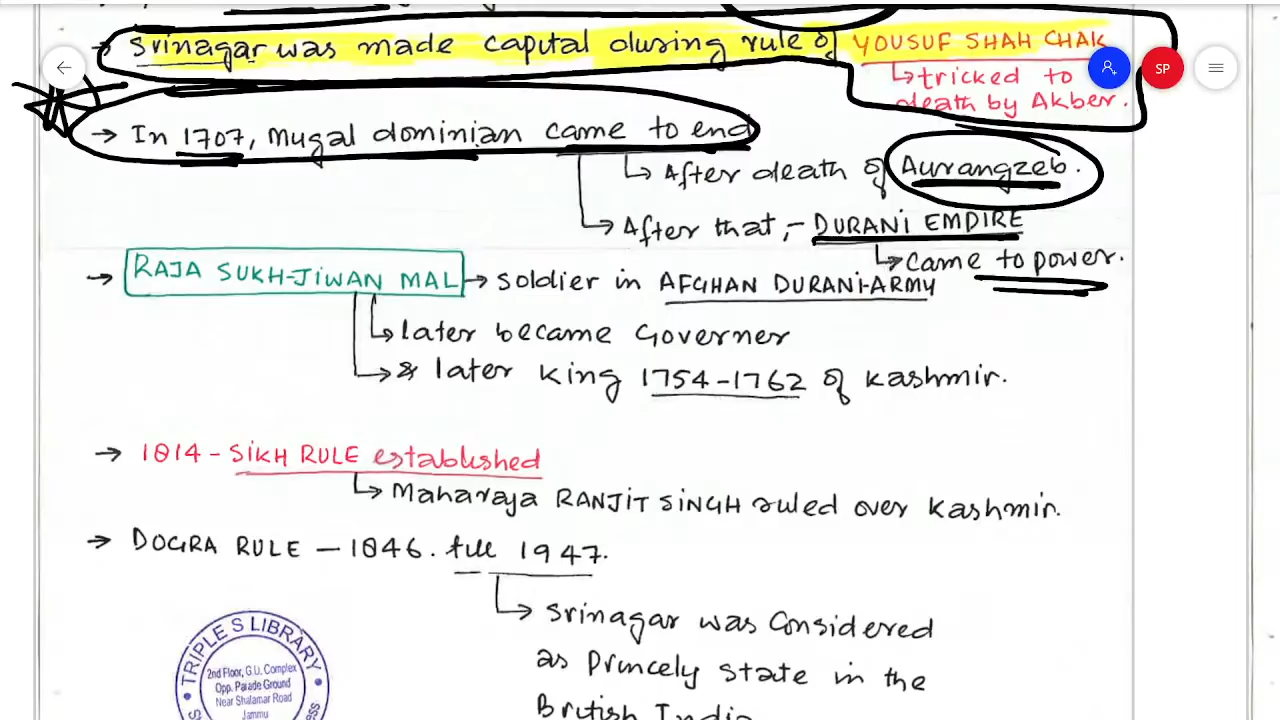 Srinagar was made capital during rule of YOUSUF SHAH CHAK
tricked to
death by Akber.
SP
→ In 1707, Mugal dominian came to end
After death of Aurangzeb.
After that,- DURANI EMPIRE
came to power.
→ RAJA SUKH-JIWAN MAL → soldier in AFGHAN DURANI-ARMY
later became Governer
& later king 1754-1762 of kashmir.
→ 1814 - SIKH RULE established
Maharaja RANJIT SINGH ruled over kashmir.
→ DOGRA RULE – 1846. till 1947.
Srinagar was Considered
as Princely state in the
British India
TRIPLE S LIBRARY
2nd Floor, G.U. Complex
Opp. Parade Ground
Near Shalamar Road
Jammu